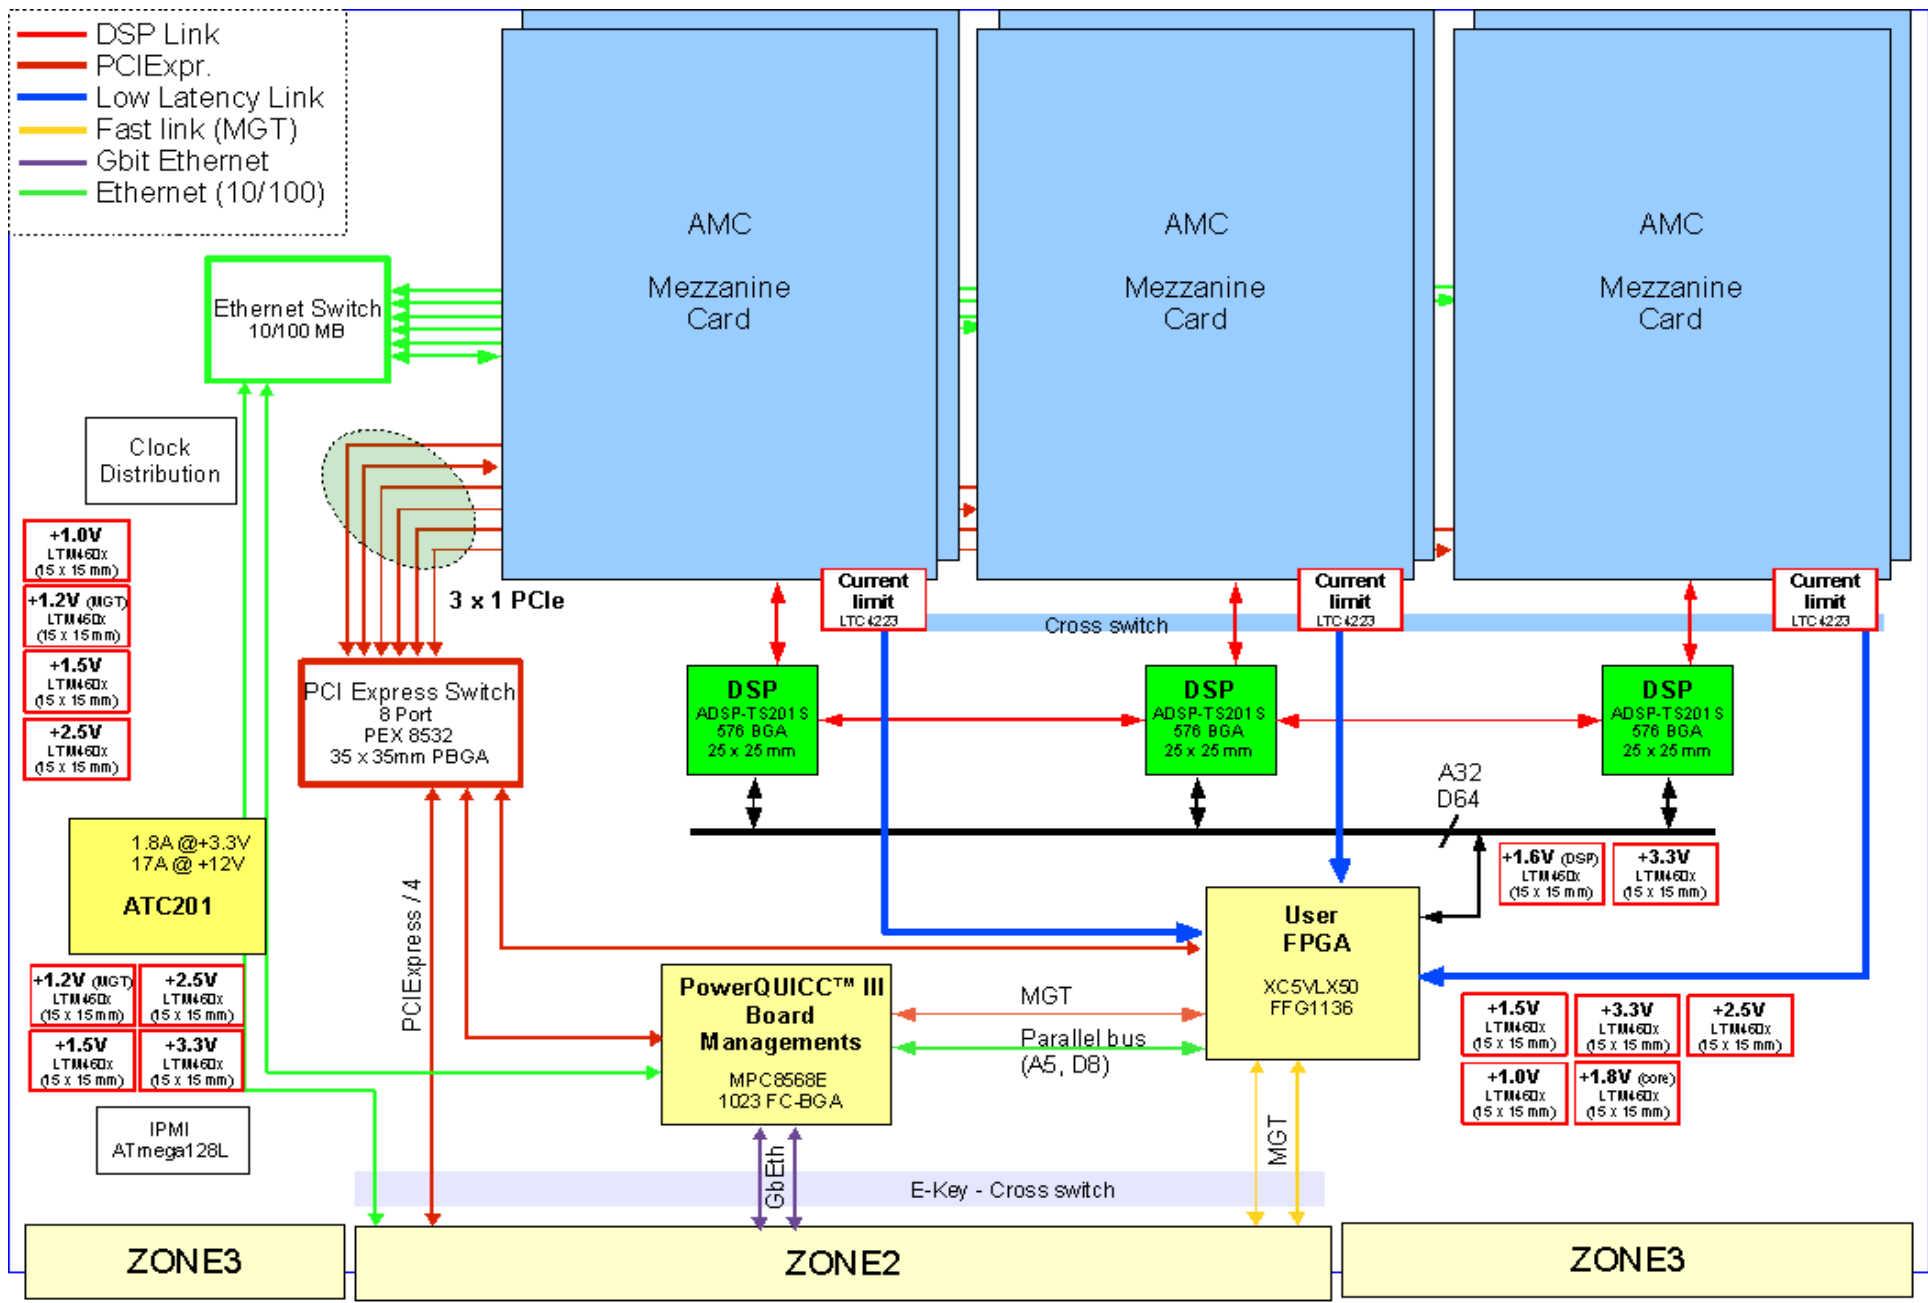 DSP Link
PCIExpr.
Low Latency Link
Fast link (MGT)
Gbit Ethernet
Ethernet (10/100)
AMC
Mezzanine
Card
AMC
Mezzanine
Card
AMC
Mezzanine
Card
Ethernet Switch
10/100 MB
Clock
Distribution
+1.0V
LTM460x
(15 x 15 mm)
+1.2V (MGT)
LTM460x
(15 x 15 mm)
+1.5V
LTM460x
(15 x 15 mm)
+2.5V
LTM460x
(15 x 15 mm)
3 x 1 PCIe
Current
limit
LTC4223
Current
limit
LTC4223
Current
limit
LTC4223
Cross switch
PCI Express Switch
8 Port
PEX 8532
35 x 35mm PBGA
DSP
ADSP-TS201S
576 BGA
25 x 25 mm
DSP
ADSP-TS201S
576 BGA
25 x 25 mm
DSP
ADSP-TS201S
576 BGA
25 x 25 mm
A32
D64
1.8A @+3.3V
17A @ +12V
ATC201
PCIExpress / 4
+1.6V (DSP)
LTM460x
(15 x 15 mm)
+3.3V
LTM460x
(15 x 15 mm)
User
FPGA
XC5VLX50
FFG1136
+1.2V (MGT)
LTM460x
(15 x 15 mm)
+2.5V
LTM460x
(15 x 15 mm)
+1.5V
LTM460x
(15 x 15 mm)
+3.3V
LTM460x
(15 x 15 mm)
PowerQUICC™ III
Board
Managements
MPC8568E
1023 FC-BGA
MGT
Parallel bus
(A5, D8)
+1.5V
LTM460x
(15 x 15 mm)
+3.3V
LTM460x
(15 x 15 mm)
+2.5V
LTM460x
(15 x 15 mm)
+1.0V
LTM460x
(15 x 15 mm)
+1.8V (core)
LTM460x
(15 x 15 mm)
IPMI
ATmega128L
GbEth
MGT
E-Key - Cross switch
ZONE3
ZONE2
ZONE3